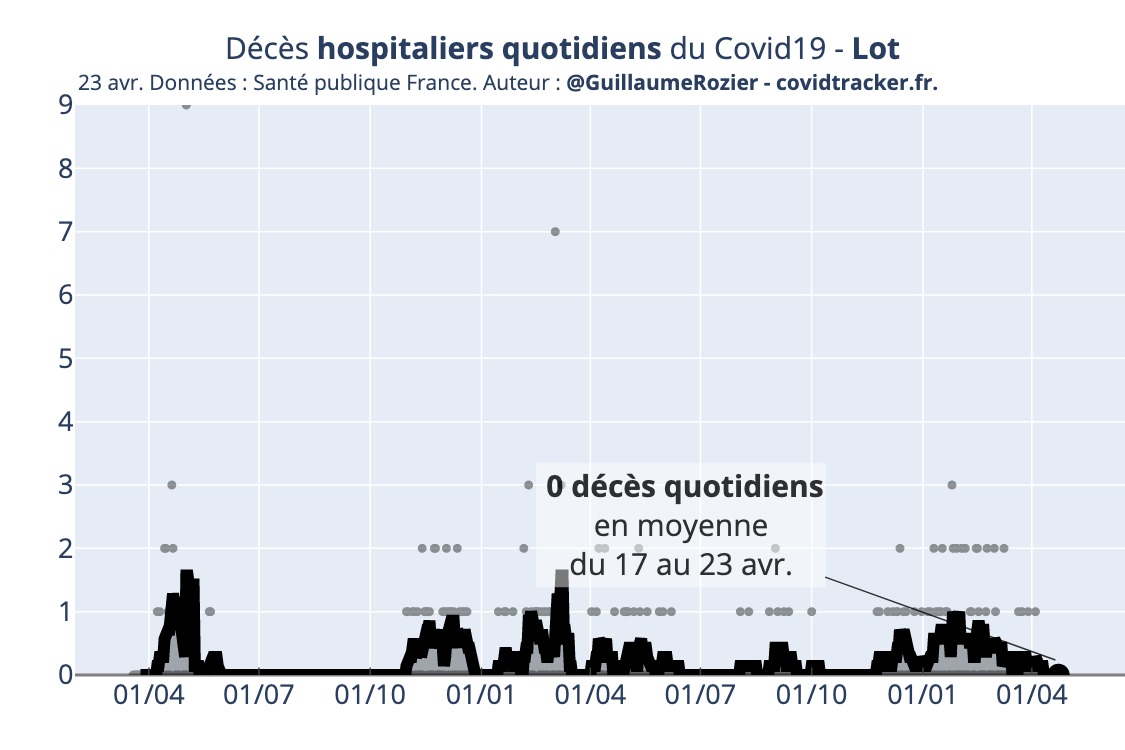 Décès hospitaliers quotidiens du Covid19 - Lot
23 avr. Données : Santé publique France. Auteur : @GuillaumeRozier - covidtracker.fr.
9
8
7
6
5
4
3
2
1
0
0 décès quotidiens
en moyenne
du 17 au 23 avr.
01/04 01/07 01/10 01/01 01/04 01/07 01/10 01/01 01/04